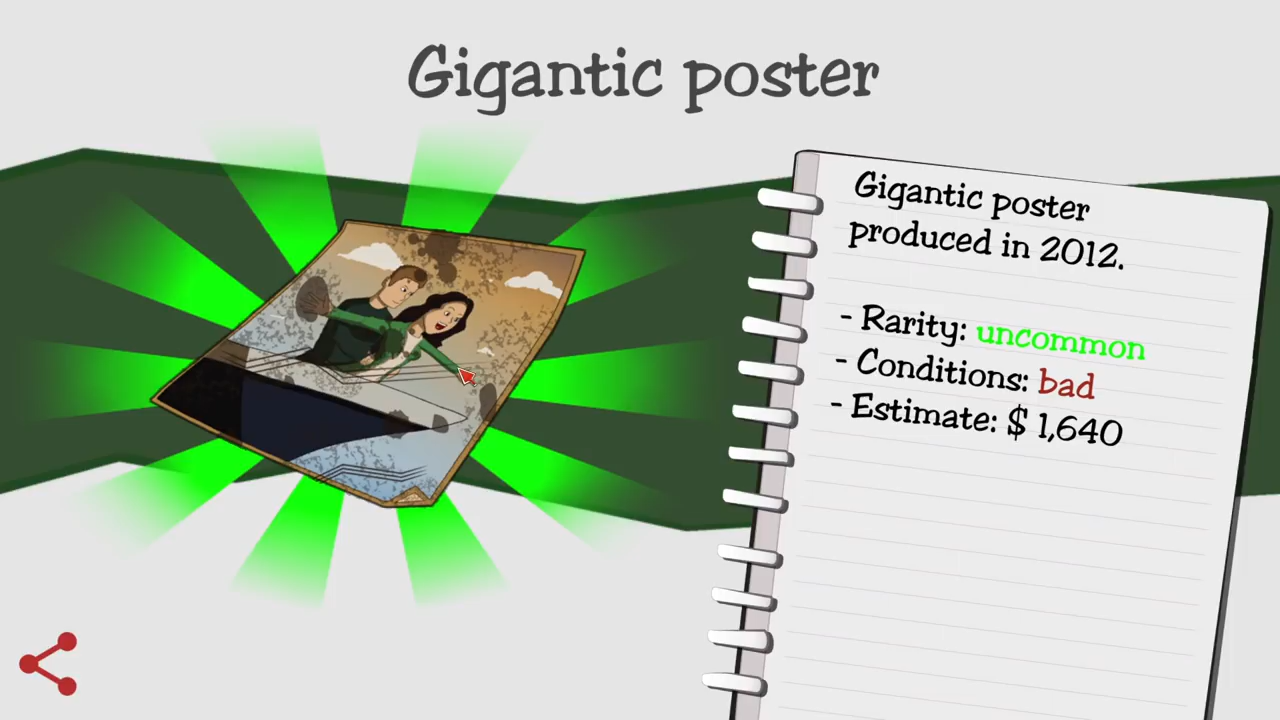 Gigantic poster
Gigantic poster
produced in 2012.
- Rarity: uncommon
- Conditions: bad
- Estimate: $ 1,640